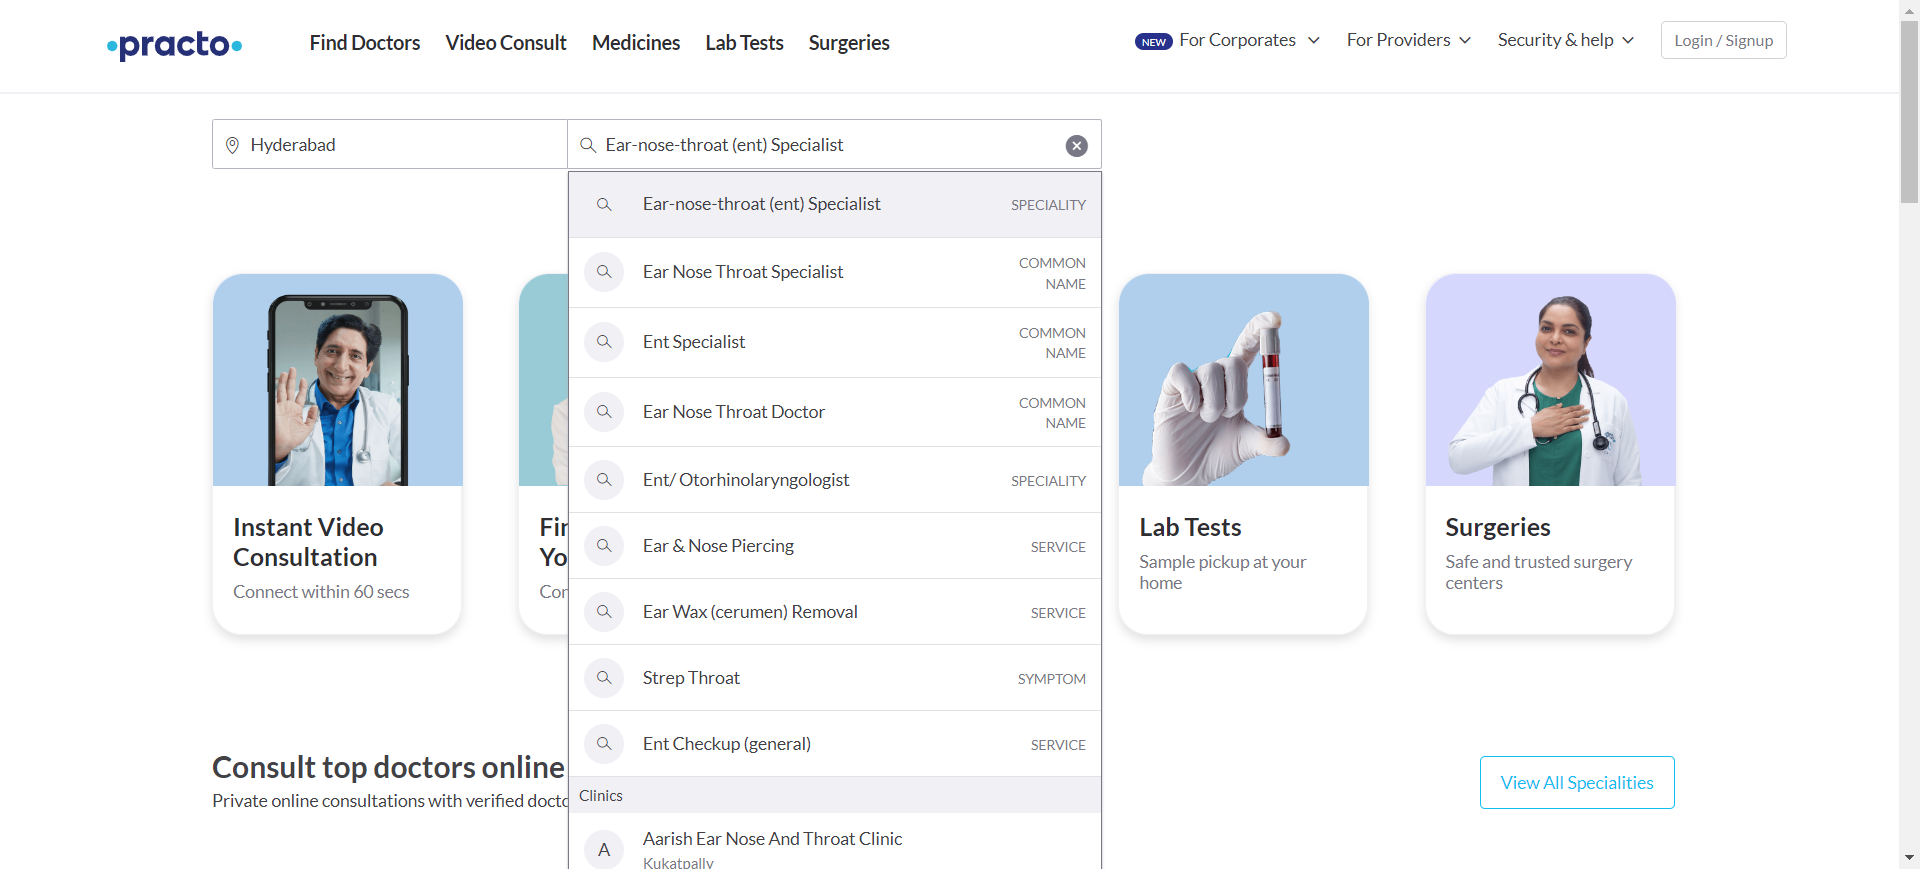 practo
Find Doctors
Video Consult
Medicines
Lab Tests
Surgeries
NEW For Corporates
For Providers
Security & help
Login / Signup
Hyderabad
Ear-nose-throat (ent) Specialist
Ear-nose-throat (ent) Specialist
SPECIALITY
Ear Nose Throat Specialist
COMMON
NAME
Ent Specialist
COMMON
NAME
Ear Nose Throat Doctor
COMMON
NAME
Ent/ Otorhinolaryngologist
SPECIALITY
Ear & Nose Piercing
SERVICE
Ear Wax (cerumen) Removal
SERVICE
Strep Throat
SYMPTOM
Ent Checkup (general)
SERVICE
Clinics
A
Aarish Ear Nose And Throat Clinic
Kukatpally
Instant Video
Consultation
Connect within 60 secs
Lab Tests
Sample pickup at your
home
Surgeries
Safe and trusted surgery
centers
Consult top doctors online
Private online consultations with verified
View All Specialities